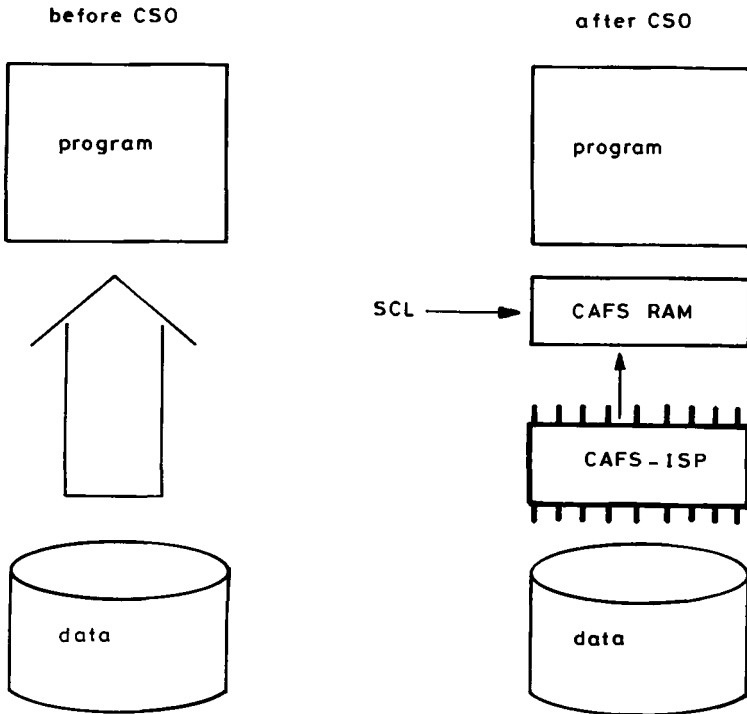 before CSO
program
data
after CSO
program
SCL
CAFS RAM
CAFS-ISP
data